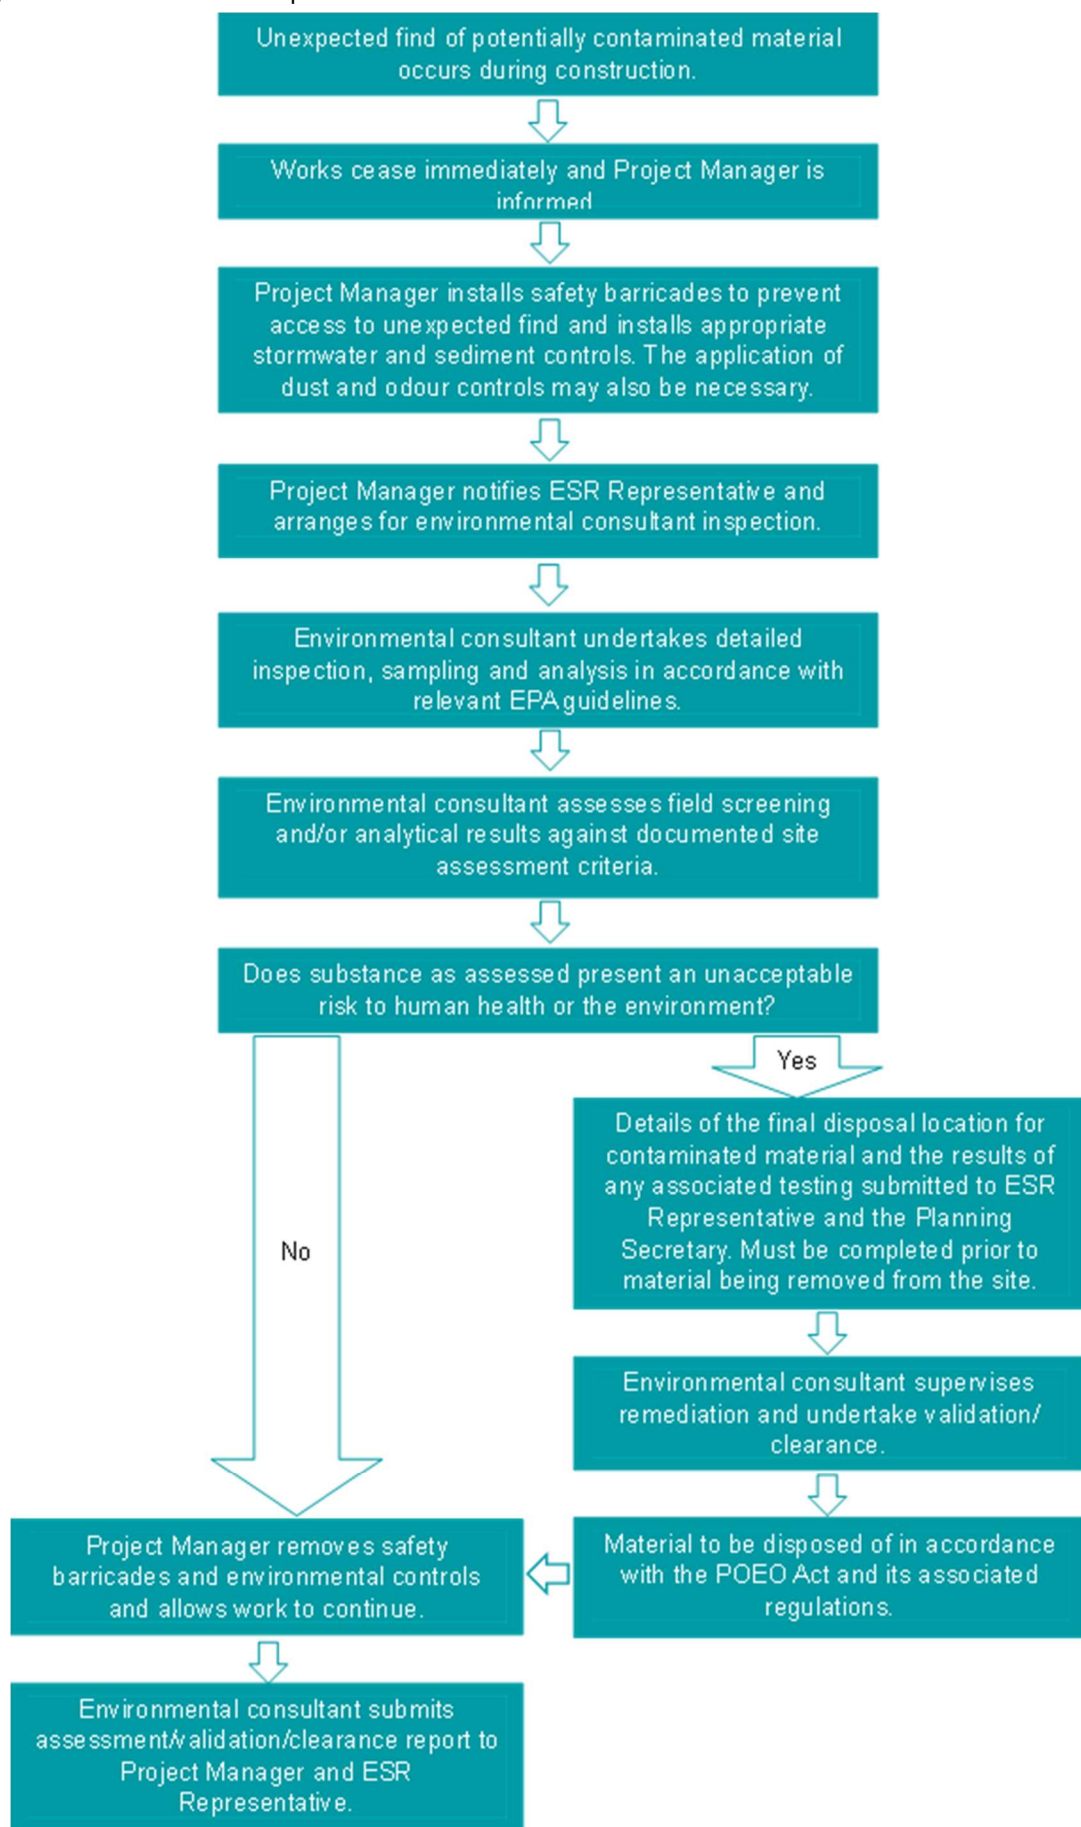 Unexpected find of potentially contaminated material
occurs during construction.
Works cease immediately and Project Manager is
informed
Project Manager installs safety barricades to prevent
access to unexpected find and installs appropriate
stormwater and sediment controls. The application of
dust and odour controls may also be necessary.
Project Manager notifies ESR Representative and
arranges for environmental consultant inspection.
Environmental consultant undertakes detailed
inspection, sampling and analysis in accordance with
relevant EPA guidelines.
Environmental consultant assesses field screening
and/or analytical results against documented site
assessment criteria.
Does substance as assessed present an unacceptable
risk to human health or the environment?
Yes
Details of the final disposal location for
contaminated material and the results of
any associated testing submitted to ESR
Representative and the Planning
Secretary. Must be completed prior to
material being removed from the site.
No
Environmental consultant supervises
remediation and undertake validation/
clearance.
Material to be disposed of in accordance
with the POEO Act and its associated
regulations.
Project Manager removes safety
barricades and environmental controls
and allows work to continue.
Environmental consultant submits
assessment/validation/clearance report to
Project Manager and ESR
Representative.